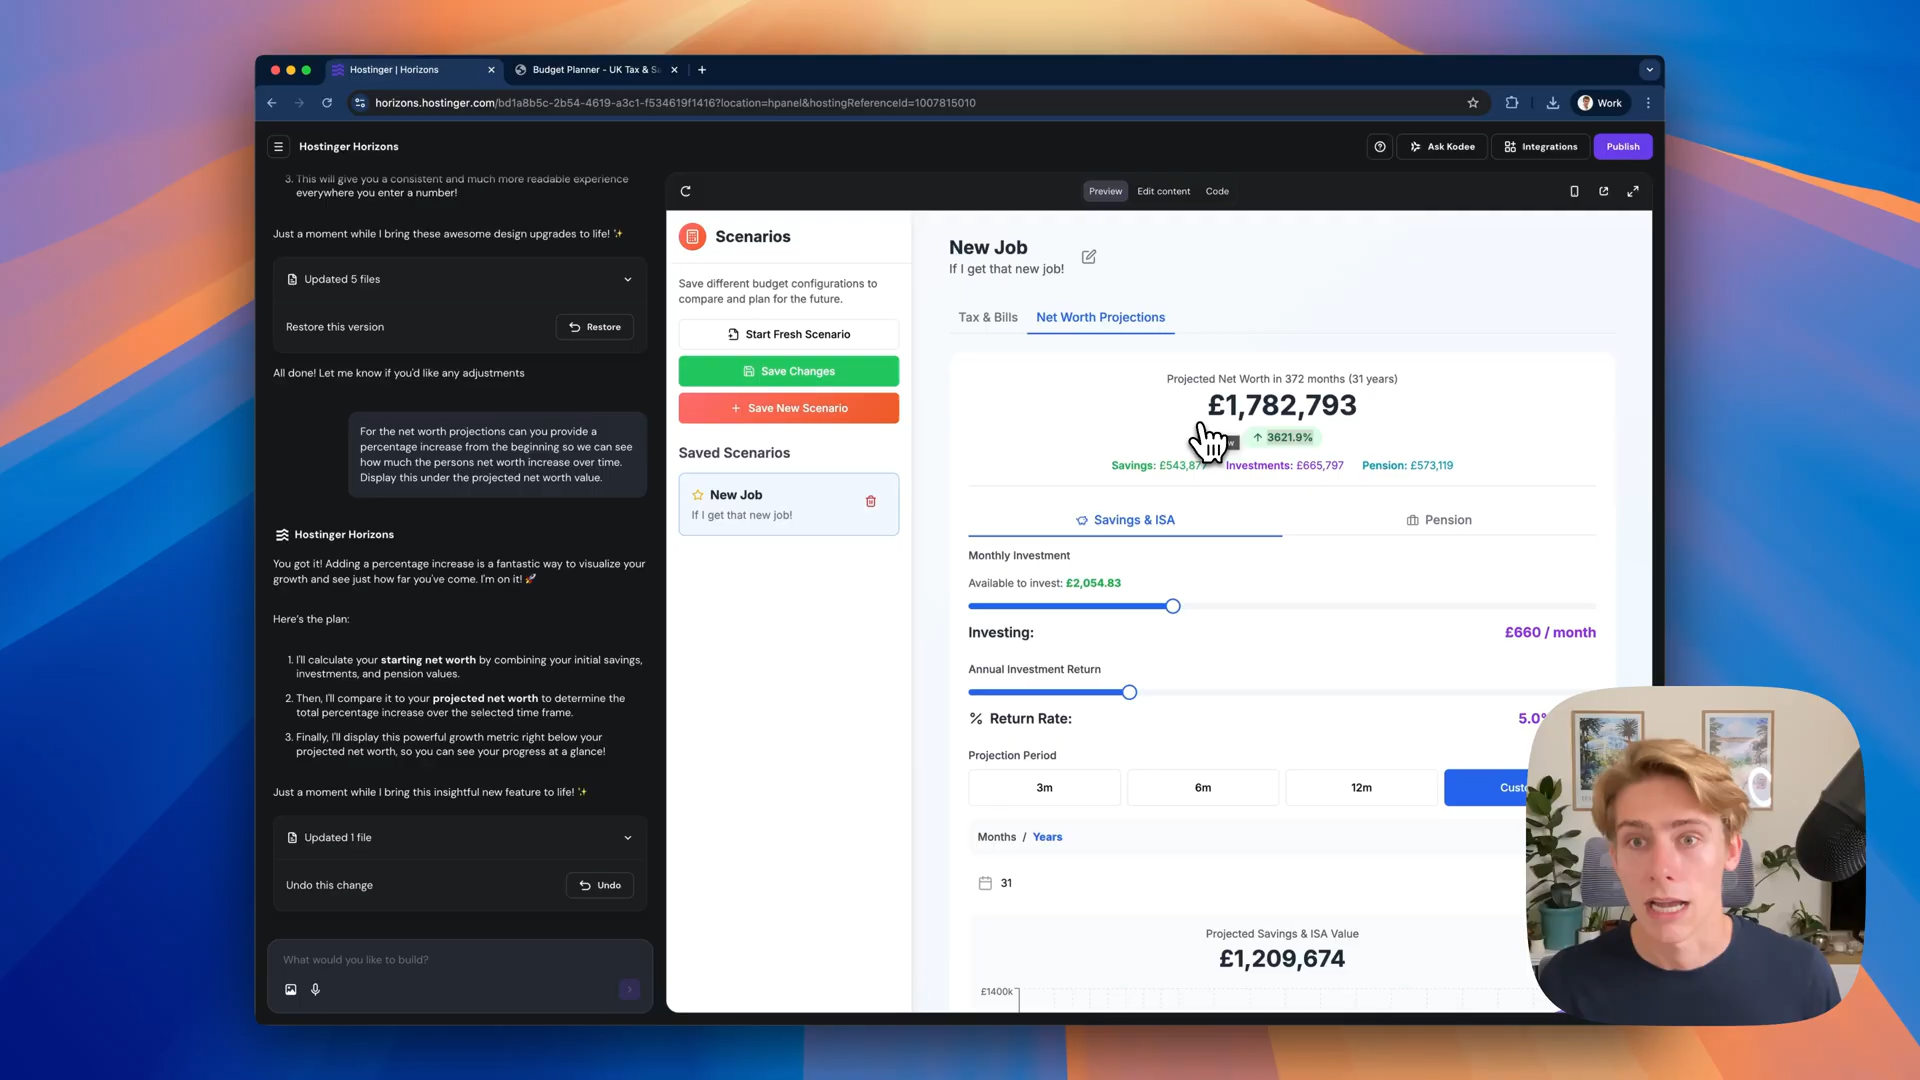 Hostinger | Horizons
Budget Planner - UK Tax & Sa
horizons.hostinger.com/bd1a8b5c-2b54-4619-a3c1-f534619f1416?location=hpanel&hostingReferenceId=1007815010
Work
Hostinger Horizons
Ask Kodee
Integrations
Publish
3. This will give you a consistent and much more readable experience
everywhere you enter a number!
Just a moment while I bring these awesome design upgrades to life! ✨
Updated 5 files
Restore this version
Restore
All done! Let me know if you'd like any adjustments
For the net worth projections can you provide a
percentage increase from the beginning so we can see
how much the persons net worth increase over time.
Display this under the projected net worth value.
Hostinger Horizons
You got it! Adding a percentage increase is a fantastic way to visualize your
growth and see just how far you've come. I'm on it! 🚀
Here's the plan:
1. I'll calculate your starting net worth by combining your initial savings,
investments, and pension values.
2. Then, I'll compare it to your projected net worth to determine the
total percentage increase over the selected time frame.
3. Finally, I'll display this powerful growth metric right below your
projected net worth, so you can see your progress at a glance!
Just a moment while I bring this insightful new feature to life! ✨
Updated 1 file
Undo this change
Undo
What would you like to build?
Preview
Edit content
Code
Scenarios
Save different budget configurations to
compare and plan for the future.
Start Fresh Scenario
Save Changes
+ Save New Scenario
Saved Scenarios
New Job
If I get that new job!
New Job
If I get that new job!
Tax & Bills
Net Worth Projections
Projected Net Worth in 372 months (31 years)
£1,782,793
↑ 3621.9%
Savings: £543,877
Investments: £665,797
Pension: £573,119
Savings & ISA
Pension
Monthly Investment
Available to invest: £2,054.83
Investing:
£660 / month
Annual Investment Return
% Return Rate:
5.0%
Projection Period
3m
6m
12m
Custo
Months / Years
31
Projected Savings & ISA Value
£1,209,674
£1400k